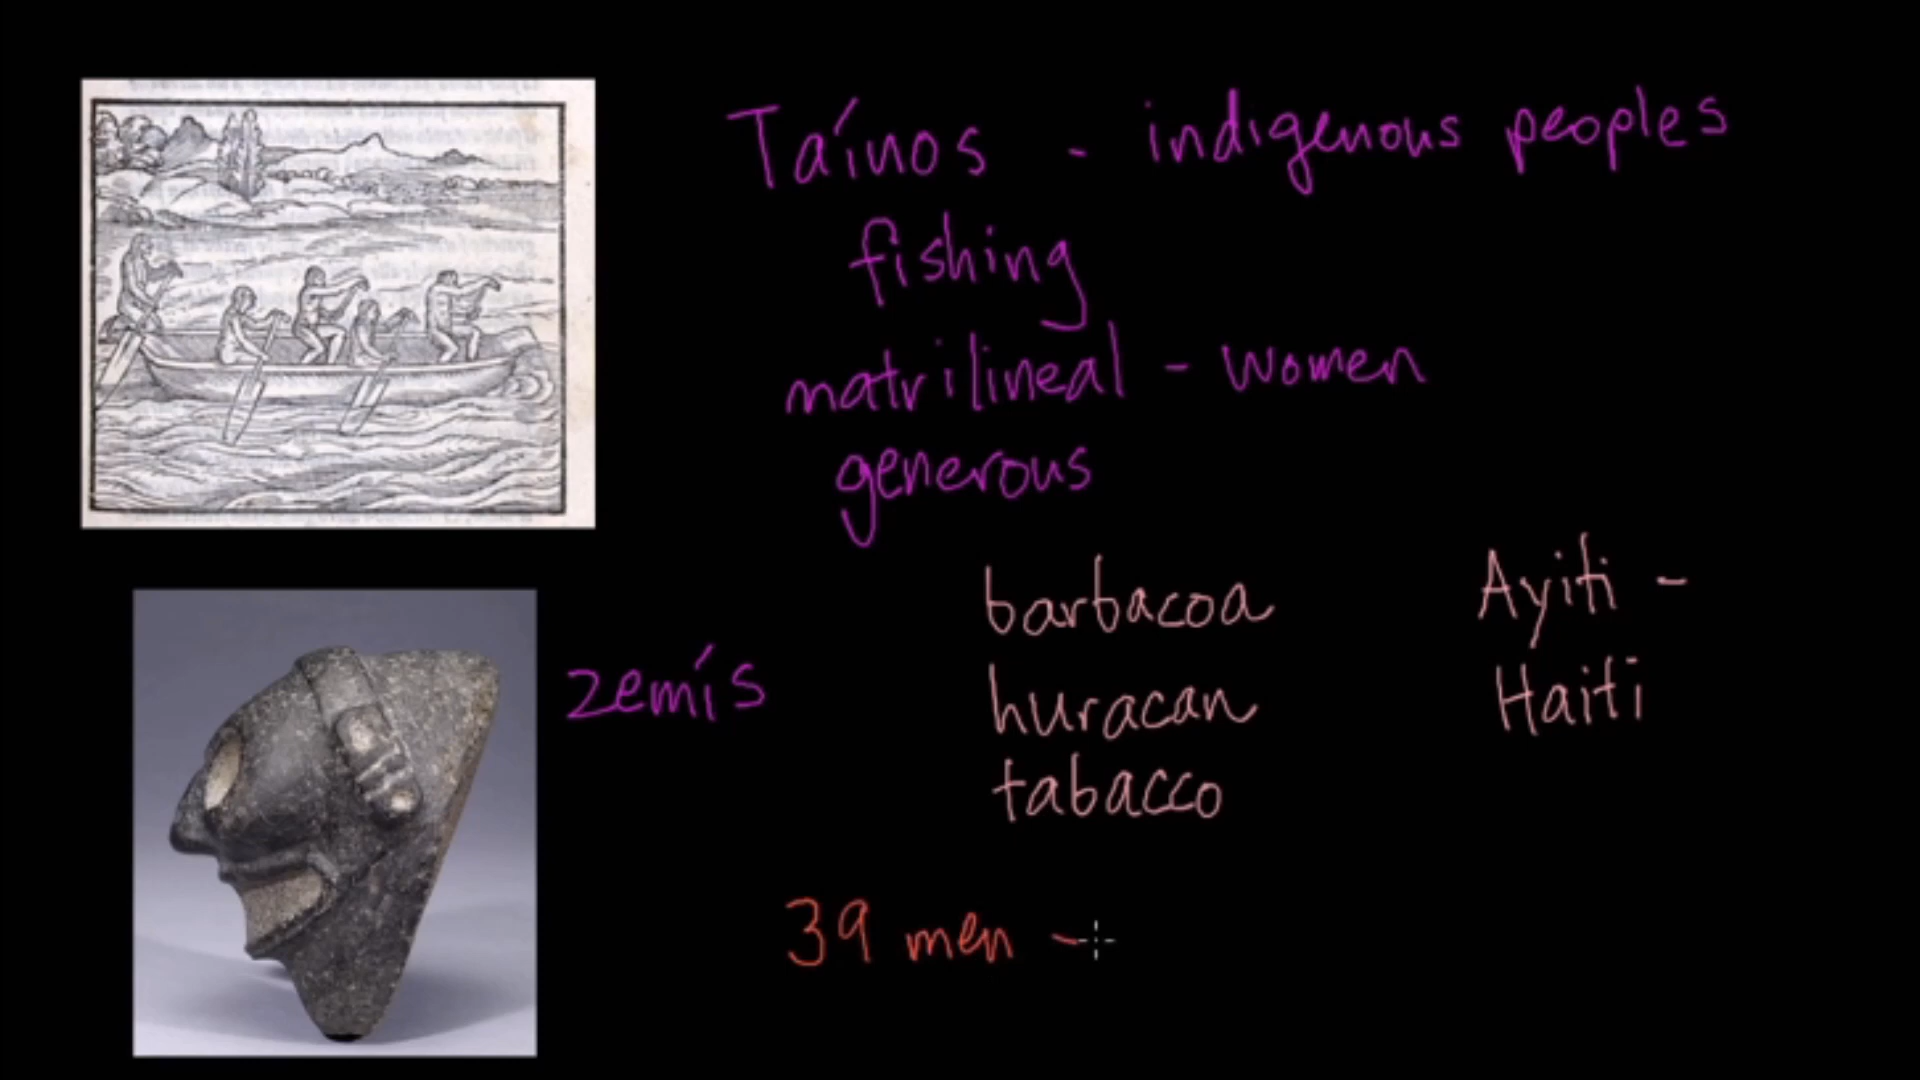 Taínos - indigenous peoples
fishing
matrilineal - women
generous
zemís
barbacoa
huracan
tabacco
Ayiti -
Haiti
39 men -